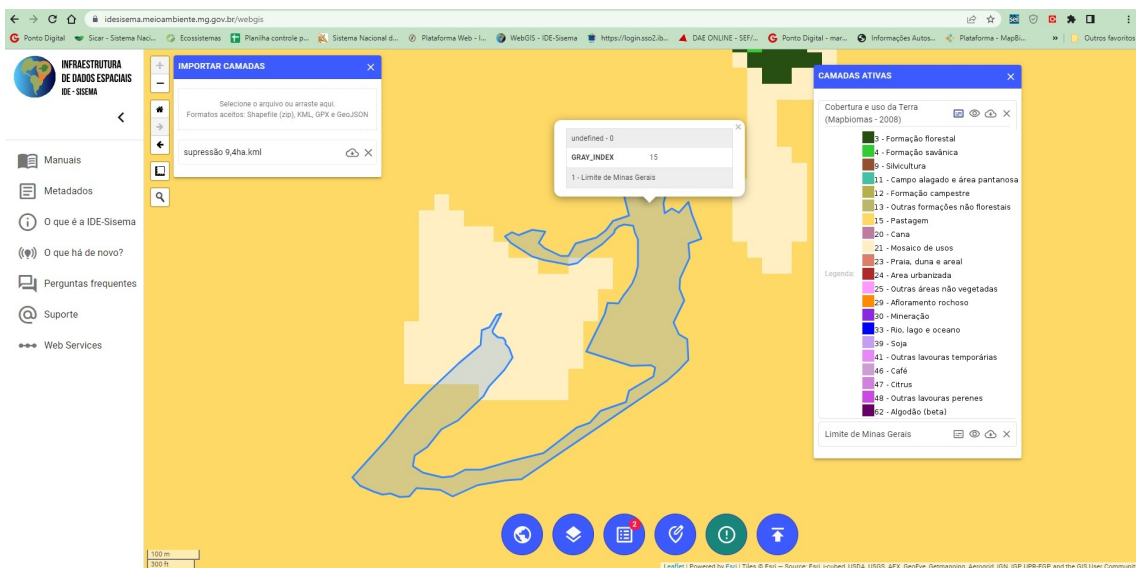 idesisema.meioambiente.mg.gov.br/webgis
Ponto Digital
Sicar - Sistema Naci...
Ecossistemas
Planilha controle p...
Sistema Nacional d...
Plataforma Web - I...
WebGIS - IDE-Sisema
https://login.sso2.ib...
DAE ONLINE - SEF/...
Ponto Digital - mar...
Informações Autos...
Plataforma - MapBi...
»
Outros favoritos
INFRAESTRUTURA
DE DADOS ESPACIAIS
IDE - SISEMA
Manuais
Metadados
O que é a IDE-Sisema
O que há de novo?
Perguntas frequentes
Suporte
Web Services
+
−
IMPORTAR CAMADAS
Selecione o arquivo ou arraste aqui.
Formatos aceitos: Shapefile (zip), KML, GPX e GeoJSON
supressão 9,4ha.kml
undefined - 0
GRAY_INDEX 15
1 - Limite de Minas Gerais
CAMADAS ATIVAS
Cobertura e uso da Terra
(Mapbiomas - 2008)
Legenda:
3 - Formação florestal
4 - Formação savânica
9 - Silvicultura
11 - Campo alagado e área pantanosa
12 - Formação campestre
13 - Outras formações não florestais
15 - Pastagem
20 - Cana
21 - Mosaico de usos
23 - Praia, duna e areal
24 - Area urbanizada
25 - Outras áreas não vegetadas
29 - Afloramento rochoso
30 - Mineração
33 - Rio, lago e oceano
39 - Soja
41 - Outras lavouras temporárias
46 - Café
47 - Citrus
48 - Outras lavouras perenes
62 - Algodão (beta)
Limite de Minas Gerais
2
100 m
300 ft
Leaflet | Powered by Esri | Tiles © Esri — Source: Esri, i-cubed, USDA, USGS, AEX, GeoEye, Getmapping, Aerogrid, IGN, IGP, UPR-EGP, and the GIS User Community